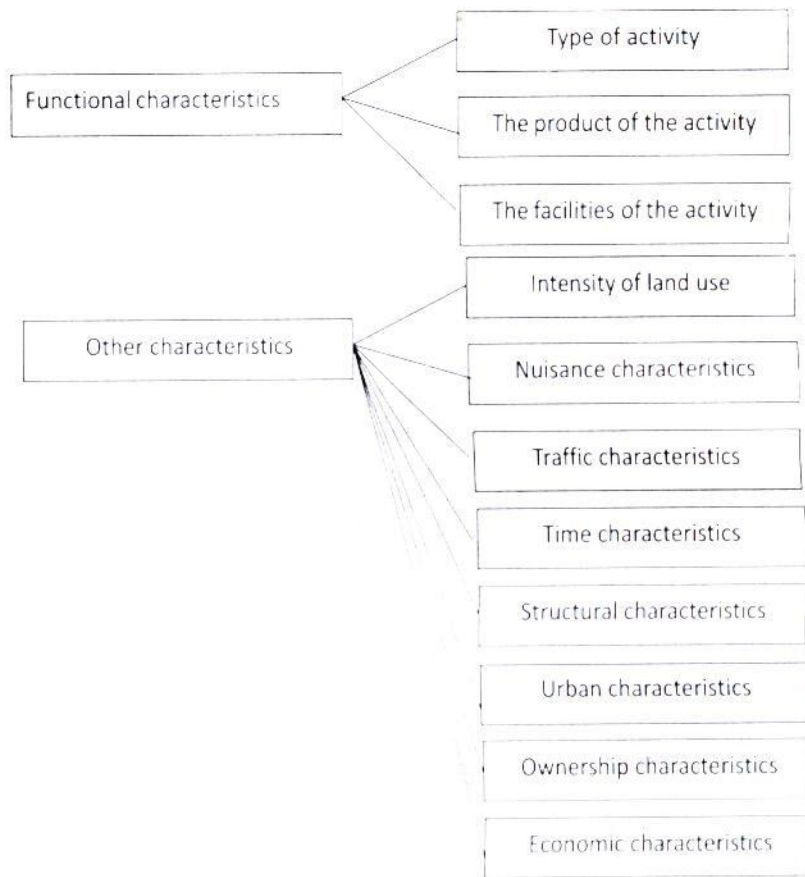 Functional characteristics
Type of activity
The product of the activity
The facilities of the activity
Other characteristics
Intensity of land use
Nuisance characteristics
Traffic characteristics
Time characteristics
Structural characteristics
Urban characteristics
Ownership characteristics
Economic characteristics